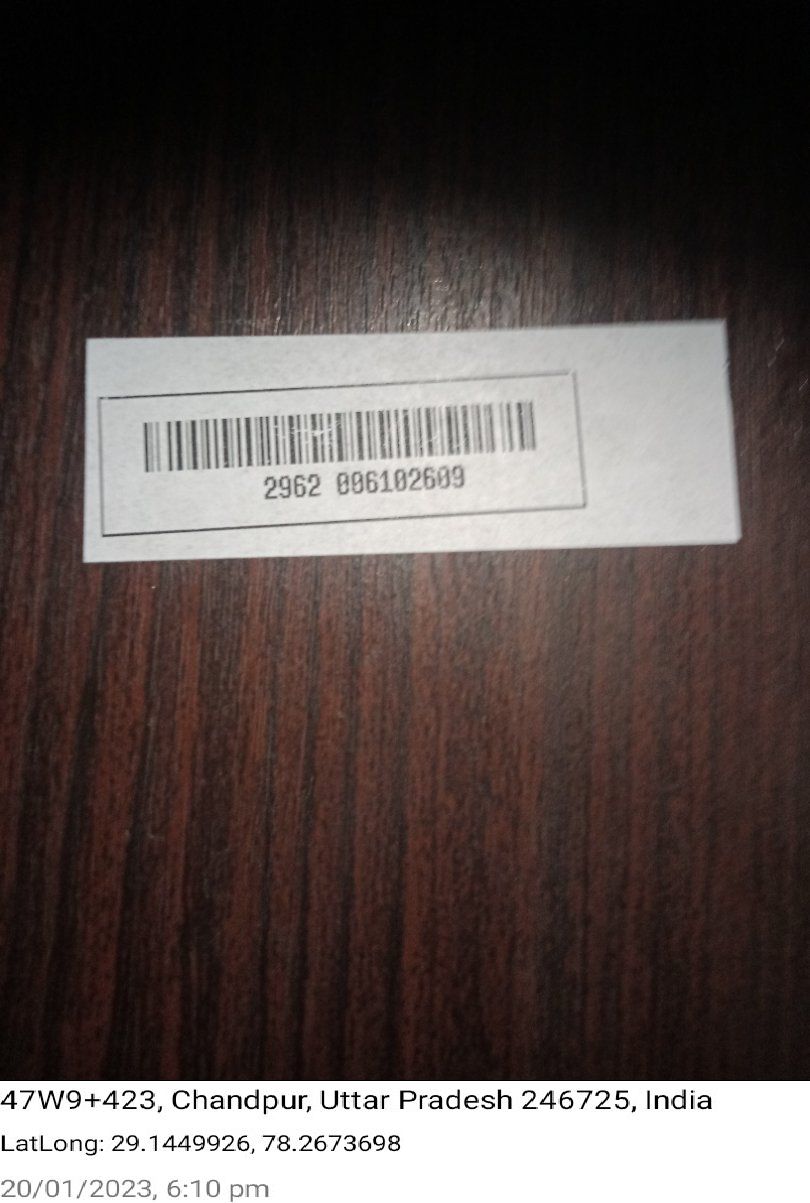 2962 006102609
47W9+423, Chandpur, Uttar Pradesh 246725, India
LatLong: 29.1449926, 78.2673698
20/01/2023, 6:10 pm